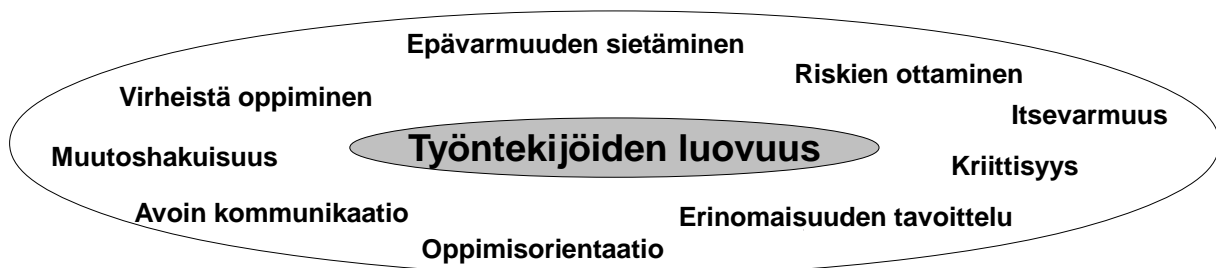 Epävarmuuden sietäminen
Riskien ottaminen
Virheistä oppiminen
Itsevarmuus
Työntekijöiden luovuus
Muutoshakuisuus
Kriittisyys
Avoin kommunikaatio
Erinomaisuuden tavoittelu
Oppimisorientaatio